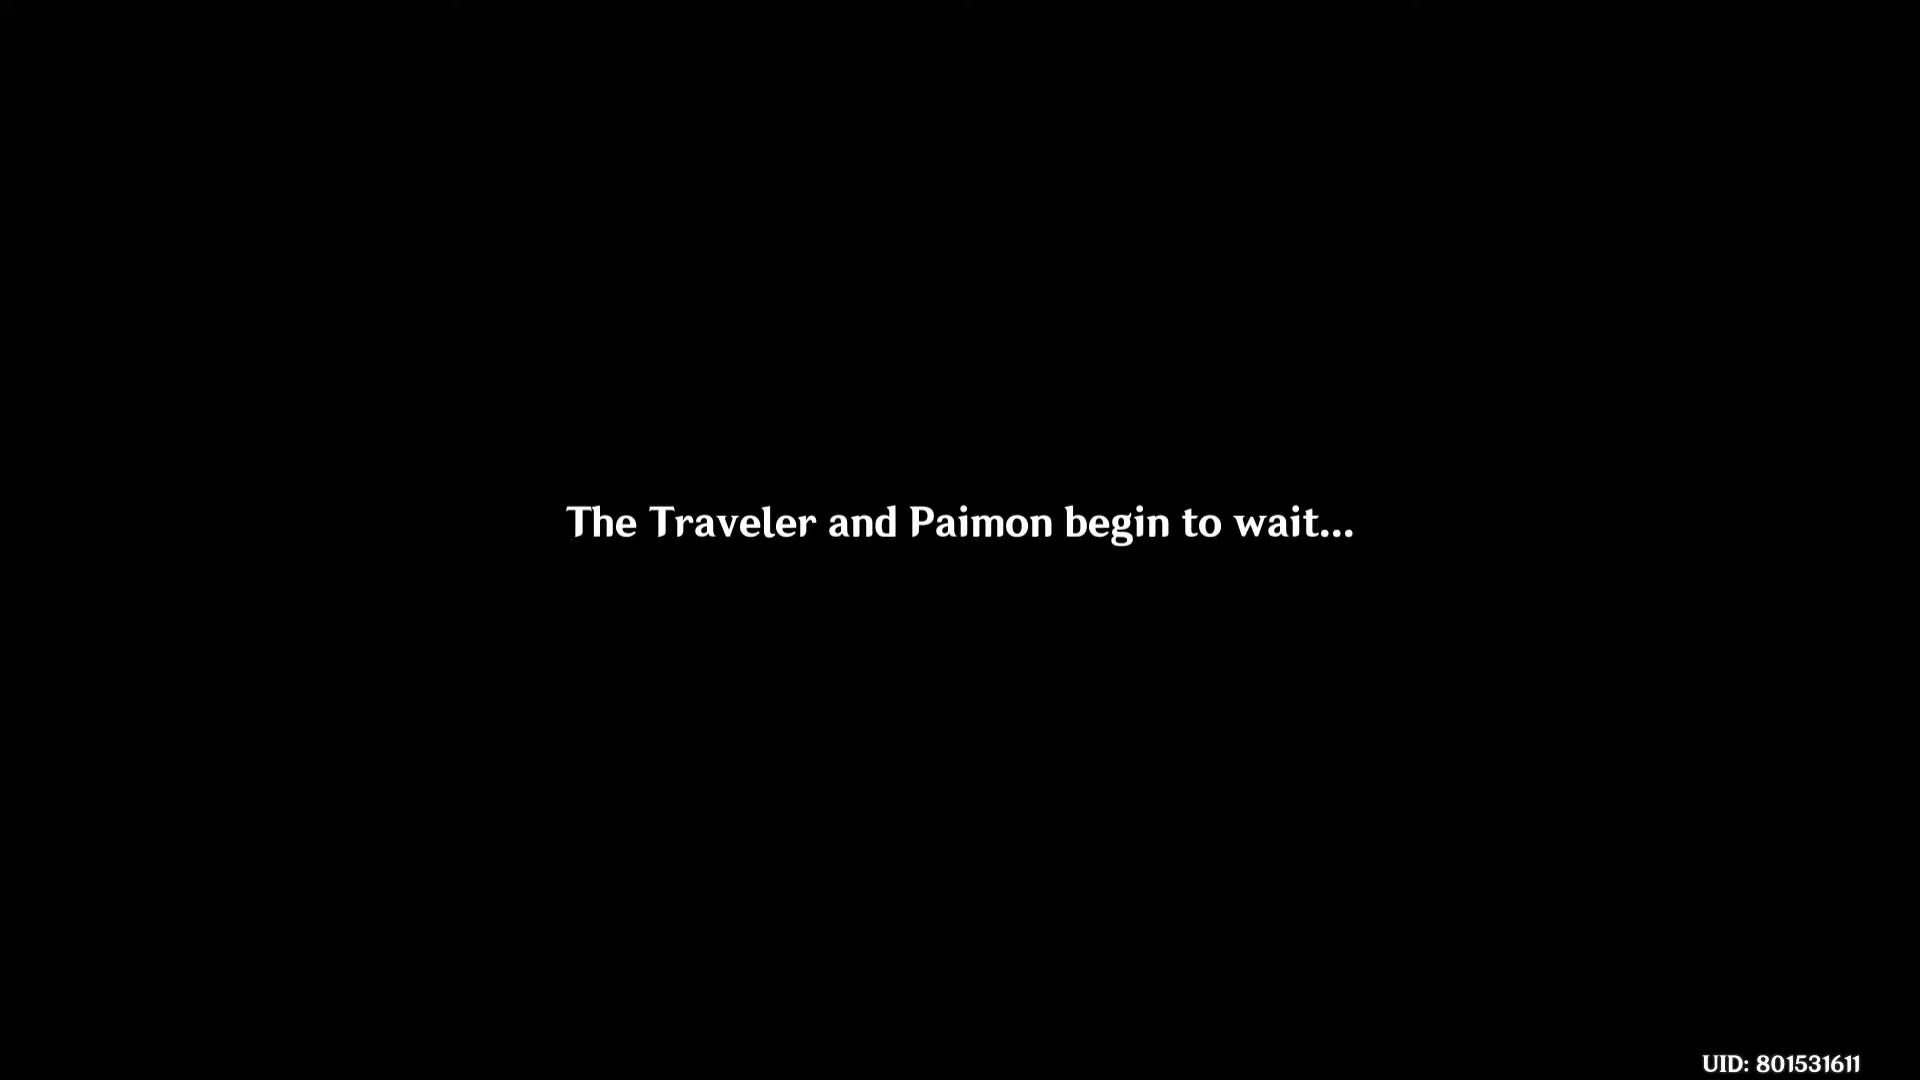 The Traveler and Paimon begin to wait...
UID: 801531611